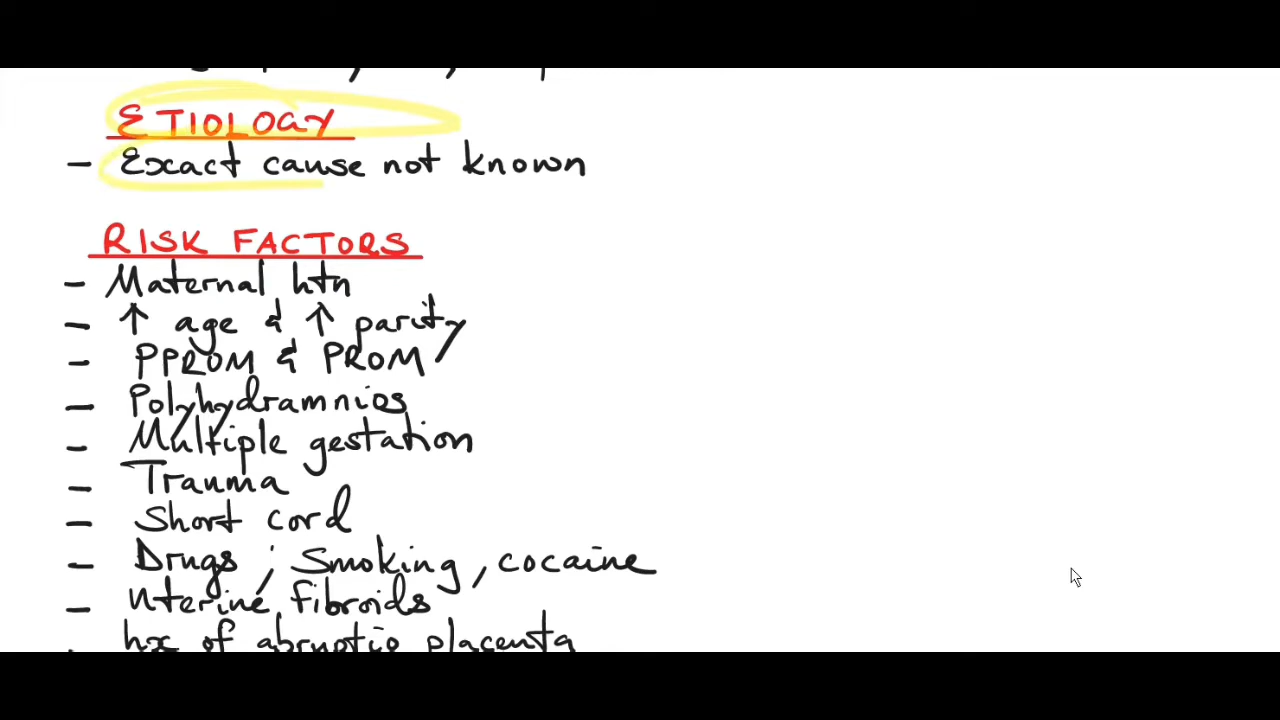 ETIOLOGY
- Exact cause not known
RISK FACTORS
- Maternal htn
- ↑ age & ↑ parity
- PPROM & PROM
- Polyhydramnios
- Multiple gestation
- Trauma
- Short cord
- Drugs ; Smoking, cocaine
- Uterine fibroids
- hx of abruptio placenta